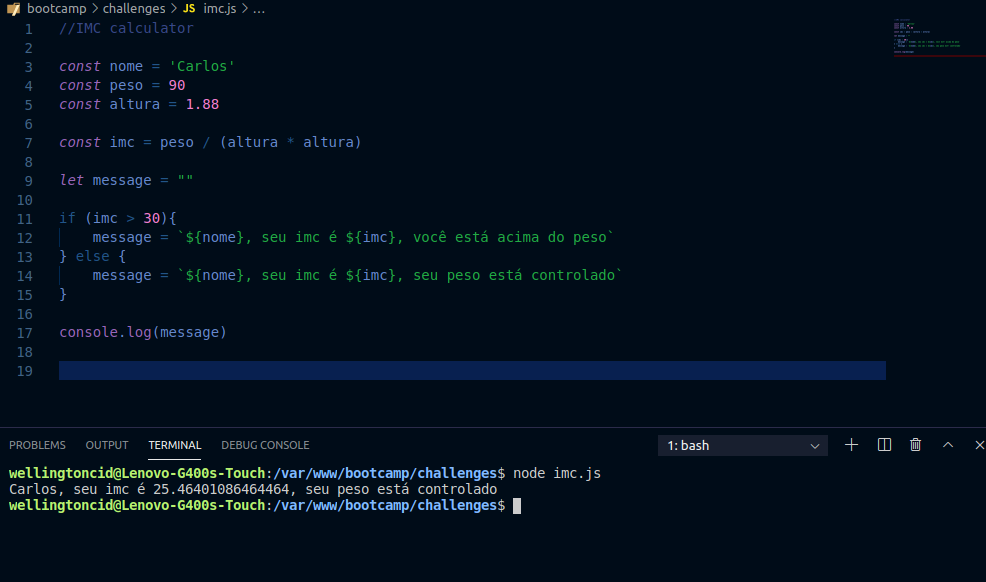 bootcamp > challenges > JS imc.js > ...
1 //IMC calculator
2
3 const nome = 'Carlos'
4 const peso = 90
5 const altura = 1.88
6
7 const imc = peso / (altura * altura)
8
9 let message = ""
10
11 if (imc > 30){
12     message = `${nome}, seu imc é ${imc}, você está acima do peso`
13 } else {
14     message = `${nome}, seu imc é ${imc}, seu peso está controlado`
15 }
16
17 console.log(message)
18
19
PROBLEMS OUTPUT TERMINAL DEBUG CONSOLE 1: bash
wellingtoncid@Lenovo-G400s-Touch:/var/www/bootcamp/challenges$ node imc.js
Carlos, seu imc é 25.46401086464464, seu peso está controlado
wellingtoncid@Lenovo-G400s-Touch:/var/www/bootcamp/challenges$